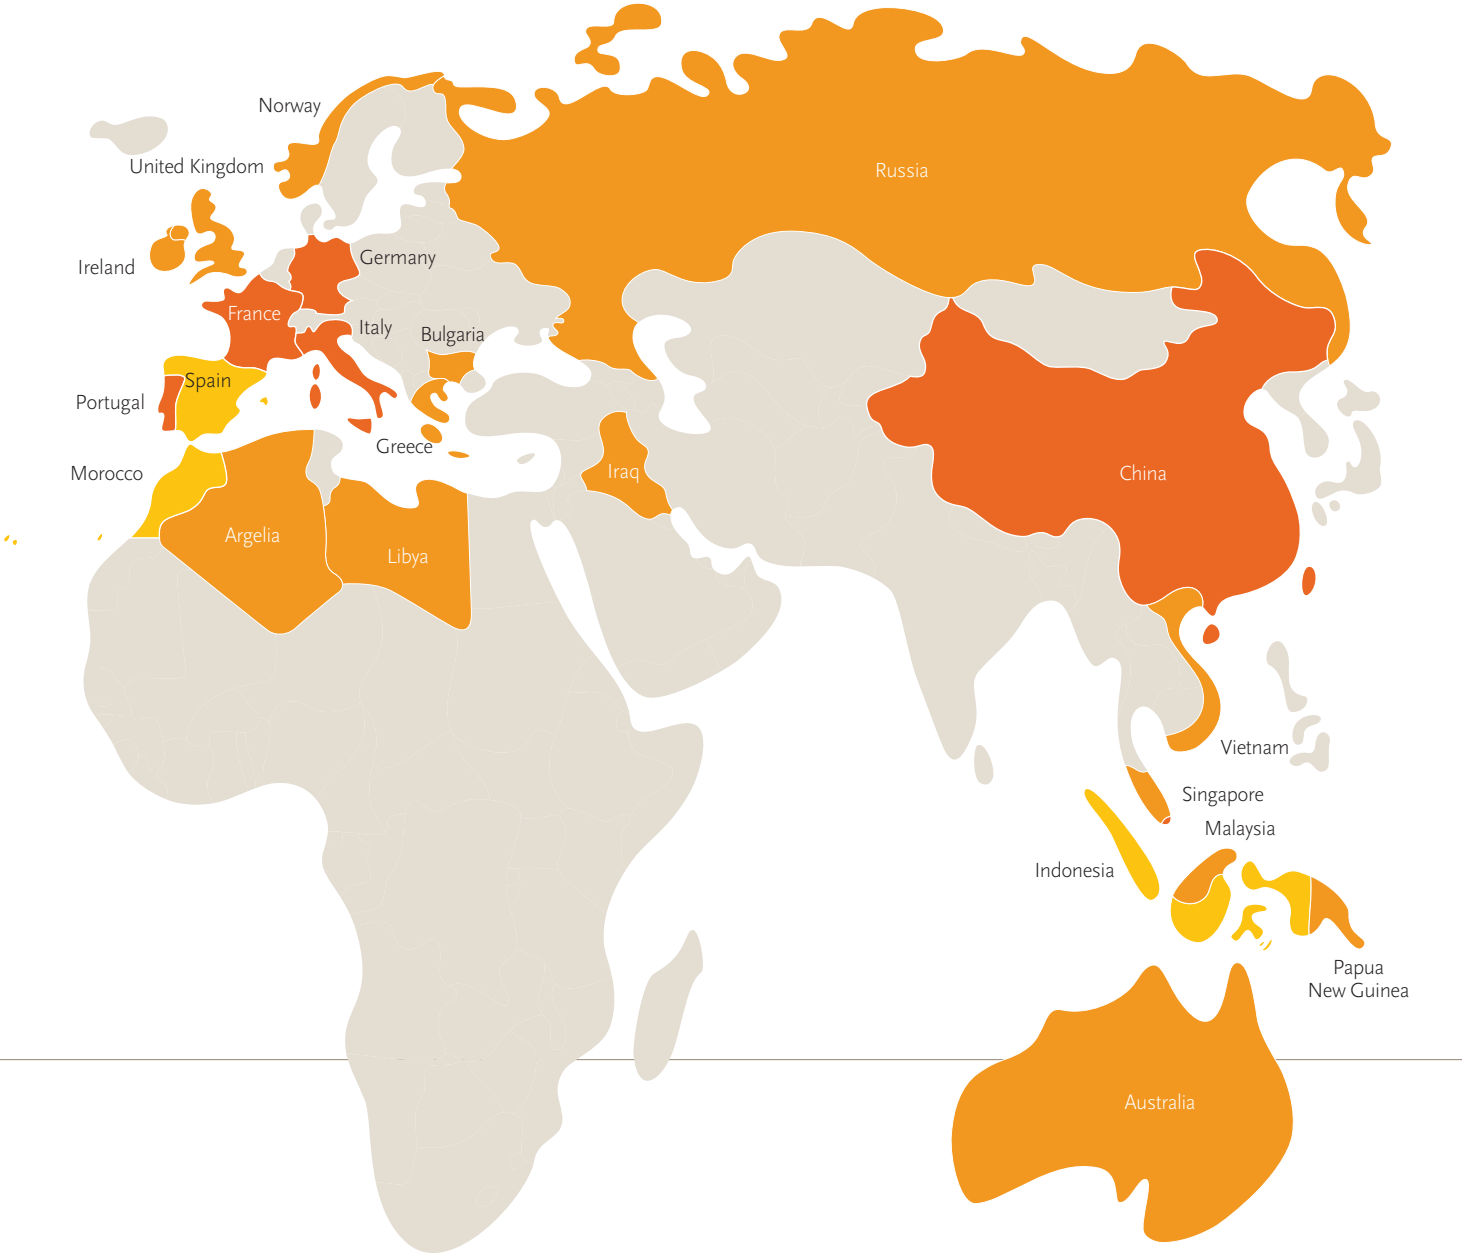 Norway
United Kingdom
Russia
Ireland
Germany
France
Italy
Bulgaria
Spain
Portugal
Greece
Morocco
Iraq
China
Argelia
Libya
Vietnam
Singapore
Malaysia
Indonesia
Papua
New Guinea
Australia